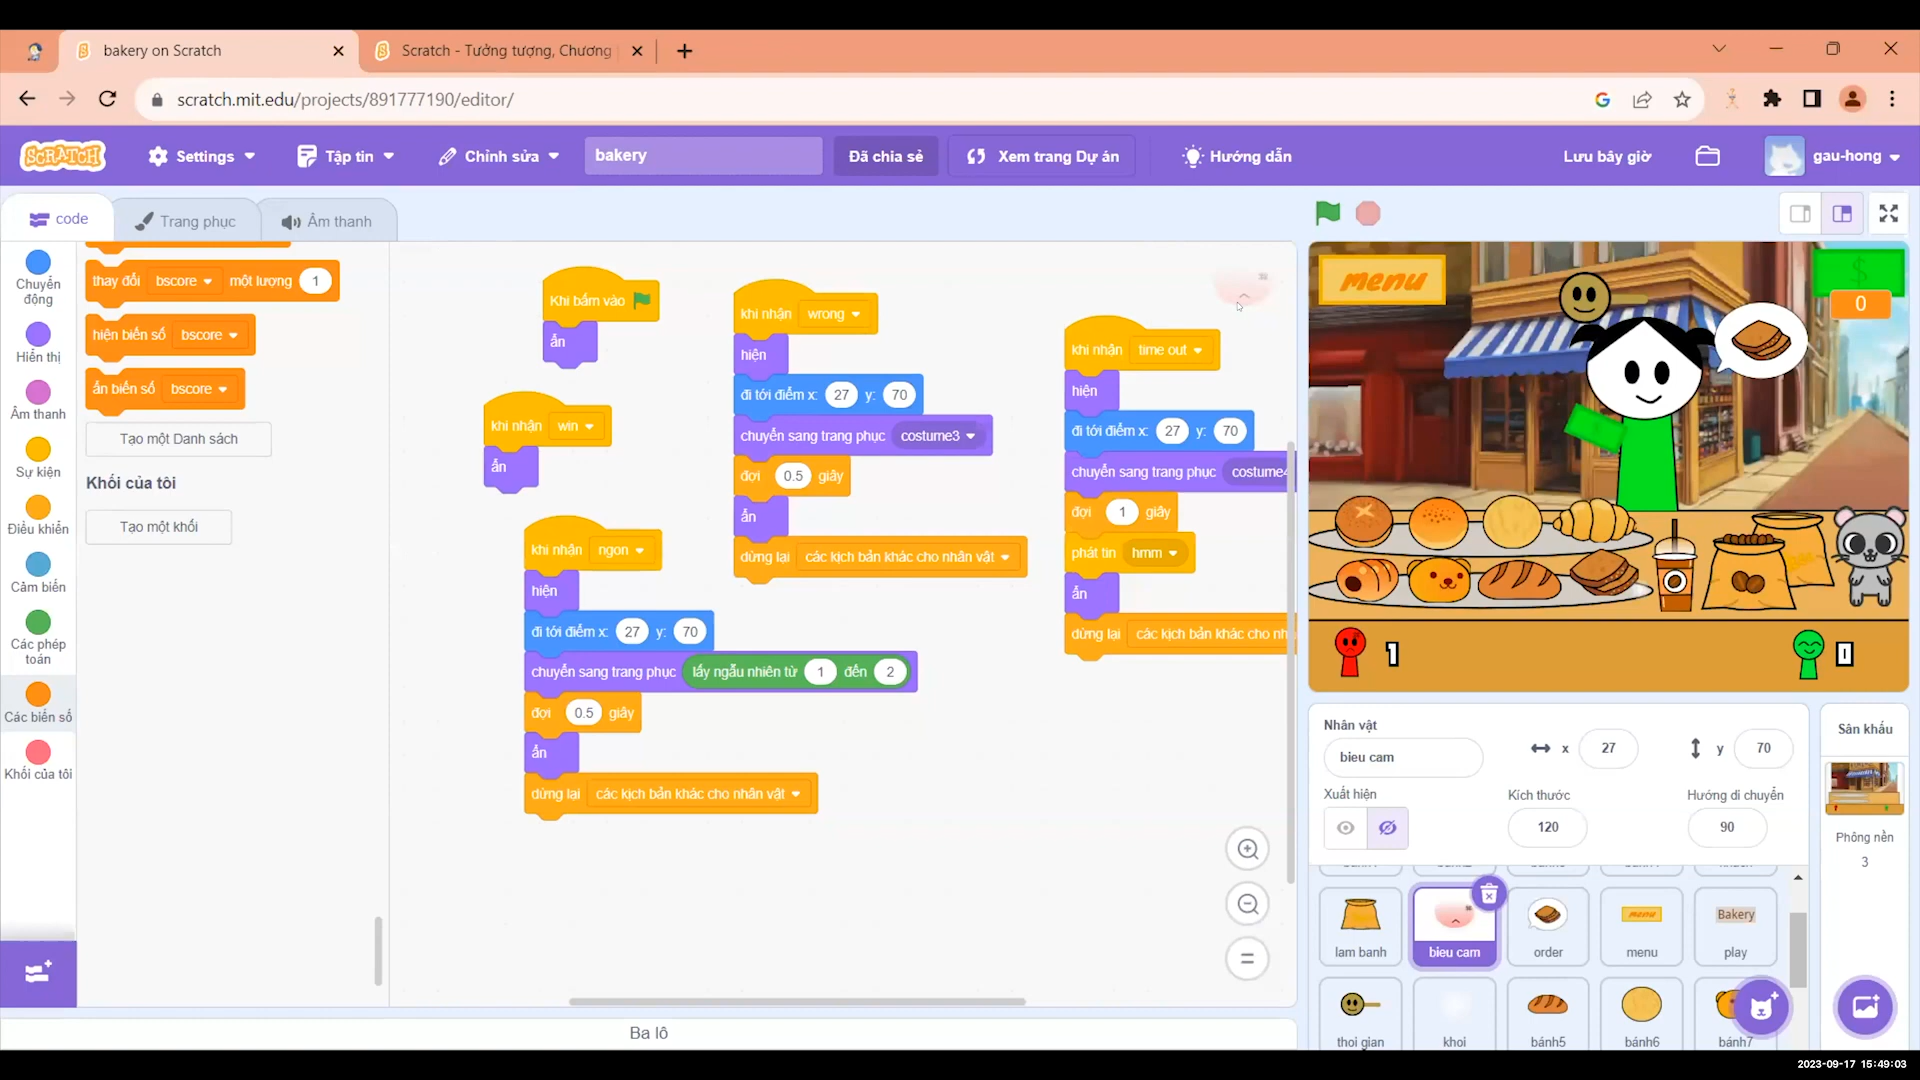 bakery on Scratch
Scratch - Tưởng tượng, Chương
scratch.mit.edu/projects/891777190/editor/
SCRATCH
Settings
Tập tin
Chỉnh sửa
bakery
Đã chia sẻ
Xem trang Dự án
Hướng dẫn
Lưu bây giờ
gau-hong
code
Trang phục
Âm thanh
Chuyển động
Hiển thị
Âm thanh
Sự kiện
Điều khiển
Cảm biến
Các phép toán
Các biến số
Khối của tôi
thay đổi bscore một lượng 1
hiện biến số bscore
ẩn biến số bscore
Tạo một Danh sách
Khối của tôi
Tạo một khối
Khi bấm vào
ẩn
khi nhận win
ẩn
khi nhận ngon
hiện
đi tới điểm x: 27 y: 70
chuyển sang trang phục lấy ngẫu nhiên từ 1 đến 2
đợi 0.5 giây
ẩn
dừng lại các kịch bản khác cho nhân vật
khi nhận wrong
hiện
đi tới điểm x: 27 y: 70
chuyển sang trang phục costume3
đợi 0.5 giây
ẩn
dừng lại các kịch bản khác cho nhân vật
khi nhận time out
hiện
đi tới điểm x: 27 y: 70
chuyển sang trang phục costume4
đợi 1 giây
phát tin hmm
ẩn
dừng lại các kịch bản khác cho nh
Ba lô
menu
$
0
1
0
Nhân vật
bieu cam
x 27
y 70
Xuất hiện
Kích thước
120
Hướng di chuyển
90
Sân khấu
Phông nền
3
lam banh
bieu cam
order
menu
menu
Bakery
play
thoi gian
khoi
bánh5
bánh6
bánh7
2023-09-17 15:49:03